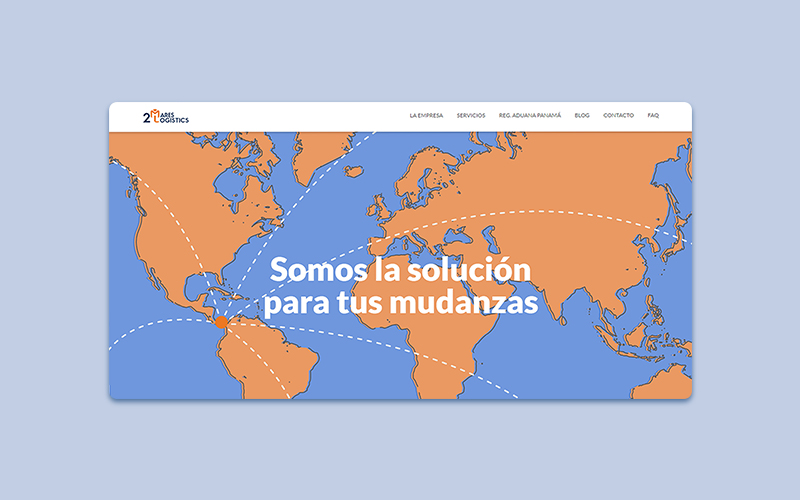 2 MARES
LOGISTICS
LA EMPRESA SERVICIOS REG. ADUANA PANAMÁ BLOG CONTACTO FAQ
Somos la solución
para tus mudanzas